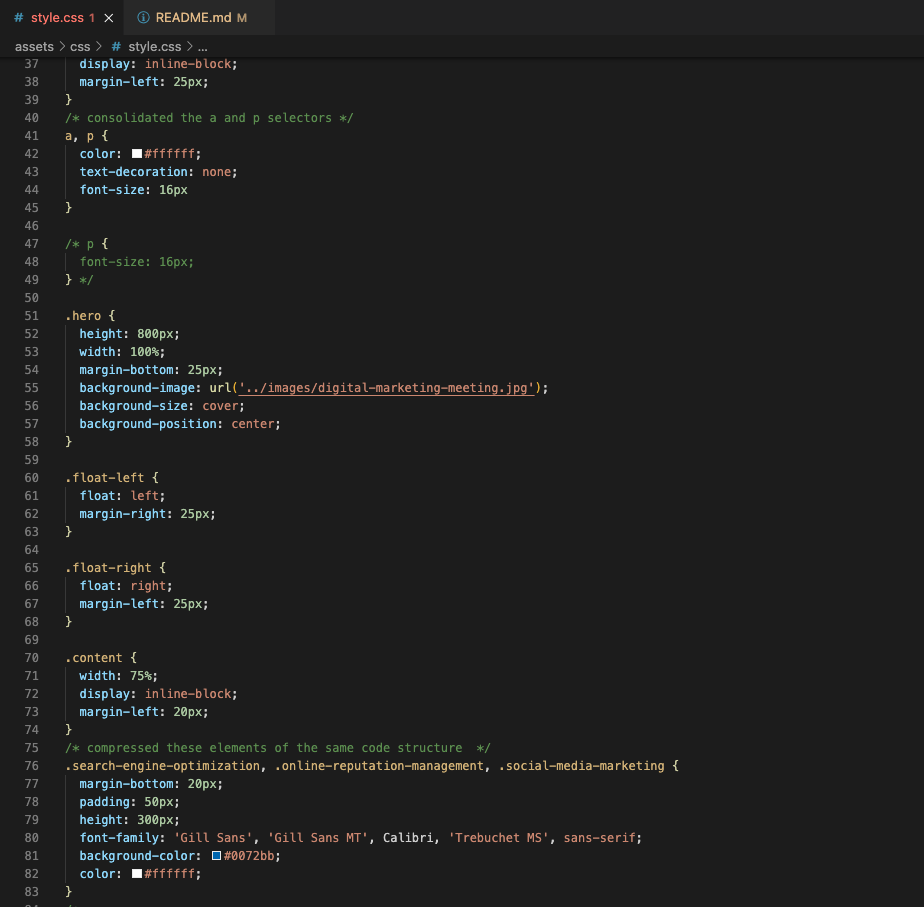 # style.css 1 × ⓘ README.md M
assets > css > # style.css > ...
37 display: inline-block;
38 margin-left: 25px;
39 }
40 /* consolidated the a and p selectors */
41 a, p {
42 color: #ffffff;
43 text-decoration: none;
44 font-size: 16px
45 }
46
47 /* p {
48 font-size: 16px;
49 } */
50
51 .hero {
52 height: 800px;
53 width: 100%;
54 margin-bottom: 25px;
55 background-image: url('../images/digital-marketing-meeting.jpg');
56 background-size: cover;
57 background-position: center;
58 }
59
60 .float-left {
61 float: left;
62 margin-right: 25px;
63 }
64
65 .float-right {
66 float: right;
67 margin-left: 25px;
68 }
69
70 .content {
71 width: 75%;
72 display: inline-block;
73 margin-left: 20px;
74 }
75 /* compressed these elements of the same code structure  */
76 .search-engine-optimization, .online-reputation-management, .social-media-marketing {
77 margin-bottom: 20px;
78 padding: 50px;
79 height: 300px;
80 font-family: 'Gill Sans', 'Gill Sans MT', Calibri, 'Trebuchet MS', sans-serif;
81 background-color: #0072bb;
82 color: #ffffff;
83 }